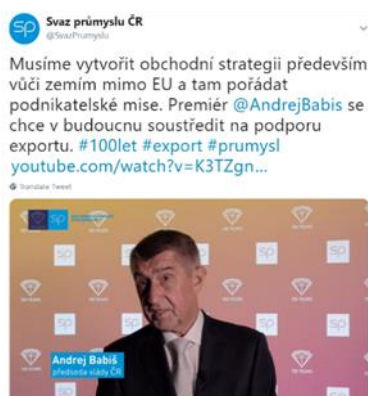 Svaz průmyslu ČR
@SvazPrumyslu
Musíme vytvořit obchodní strategii především
vůči zemím mimo EU a tam pořádat
podnikatelské mise. Premiér @AndrejBabis se
chce v budoucnu soustředit na podporu
exportu. #100let #export #prumysl
youtube.com/watch?v=K3TZgn...
Translate Tweet
sp
Andrej Babiš
předseda vlády ČR